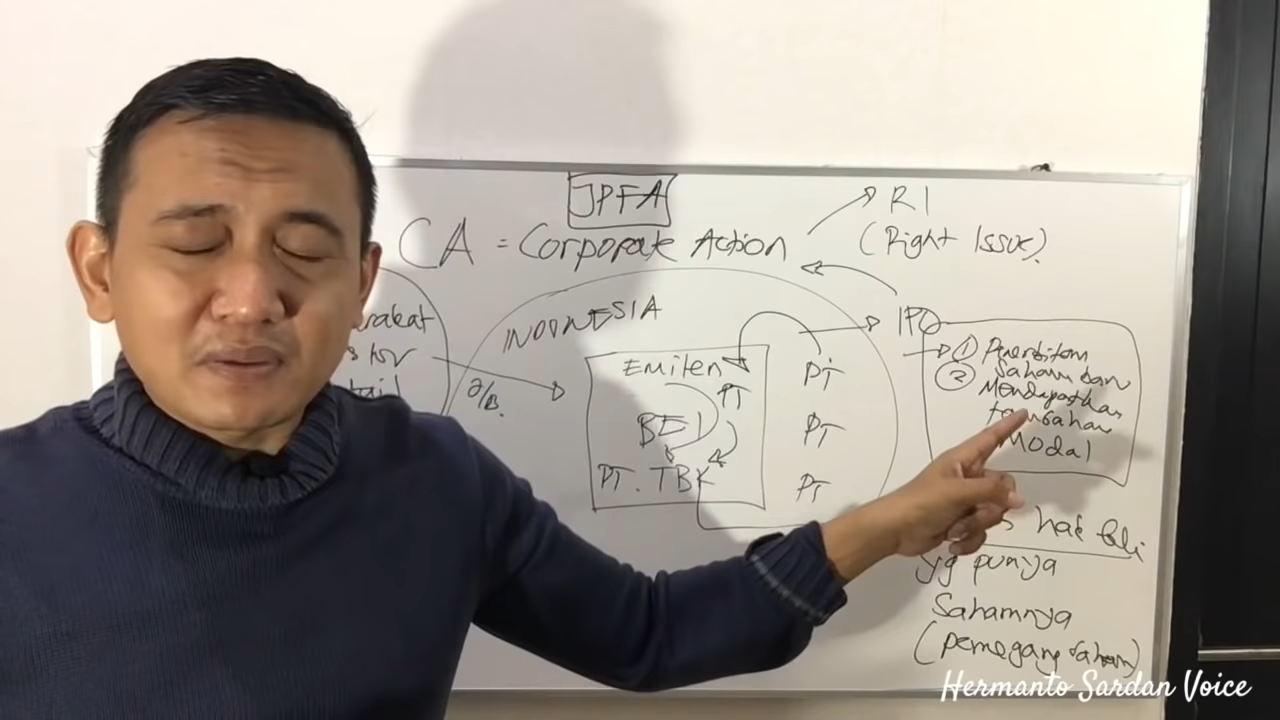 JPFA
CA = Corporate Action
RI
(Right Issue).
INDONESIA
IPO
① Penerbitan
Saham baru
② Mendapatkan
tambahan
Modal
Emiten
PT
BEI
PT. TBK
PT
PT
PT
hak beli
yg punya
Sahamnya
(pemegang saham)
Hermanto Sardan Voice